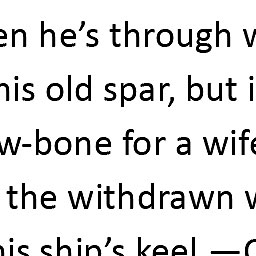 en he’s through w
his old spar, but i
w-bone for a wife
the withdrawn w
his ship’s keel.—C